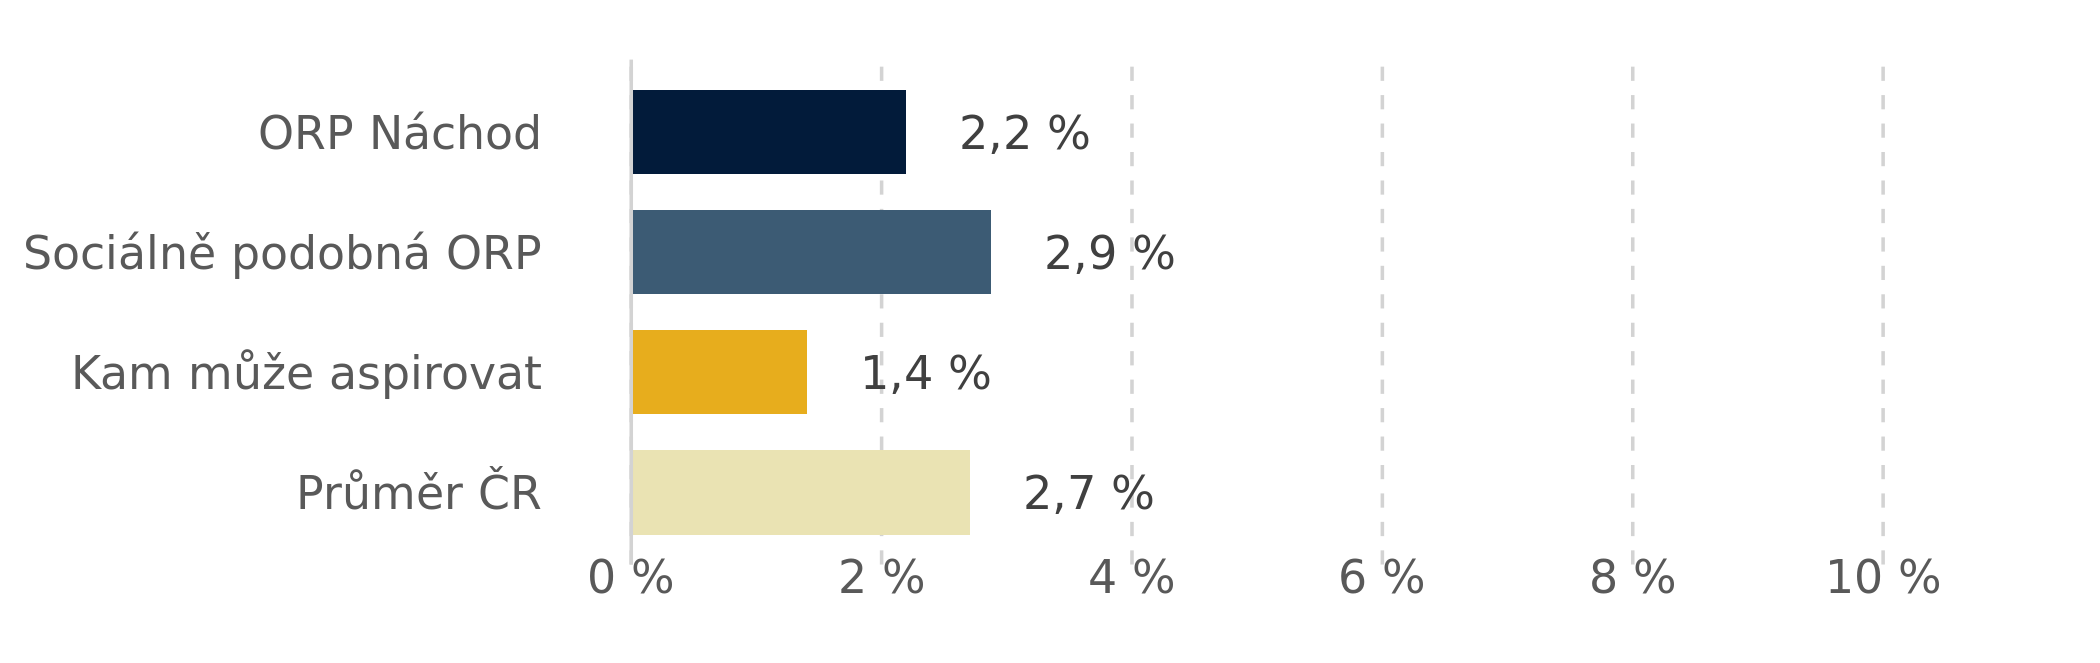 ORP Náchod 2,2 %
Sociálně podobná ORP 2,9 %
Kam může aspirovat 1,4 %
Průměr ČR 2,7 %
0 % 2 % 4 % 6 % 8 % 10 %